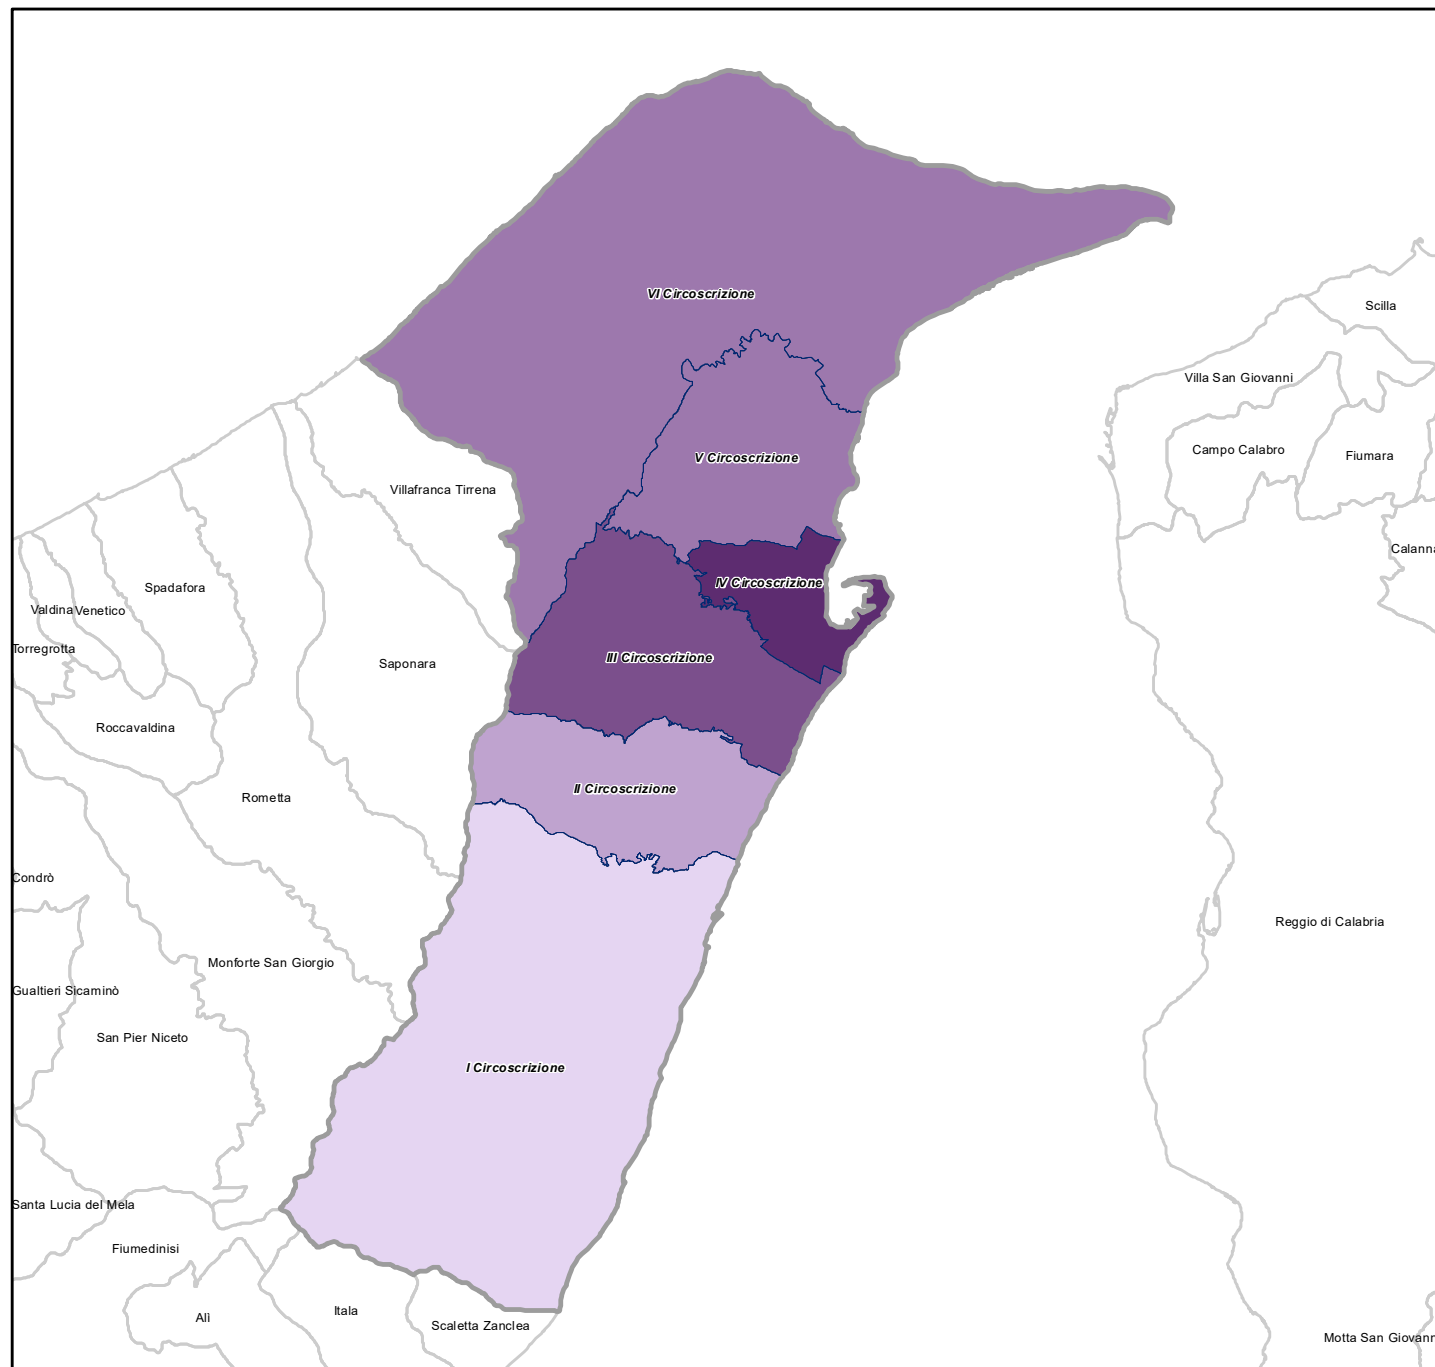 VI Circoscrizione
Scilla
Villa San Giovanni
Campo Calabro
Fiumara
V Circoscrizione
Villafranca Tirrena
Calanna
IV Circoscrizione
Spadafora
Valdina
Venetico
Torregrotta
III Circoscrizione
Saponara
Roccavaldina
II Circoscrizione
Rometta
Condrò
Reggio di Calabria
Monforte San Giorgio
Gualtieri Sicaminò
San Pier Niceto
I Circoscrizione
Santa Lucia del Mela
Fiumedinisi
Itala
Alì
Scaletta Zanclea
Motta San Giovann